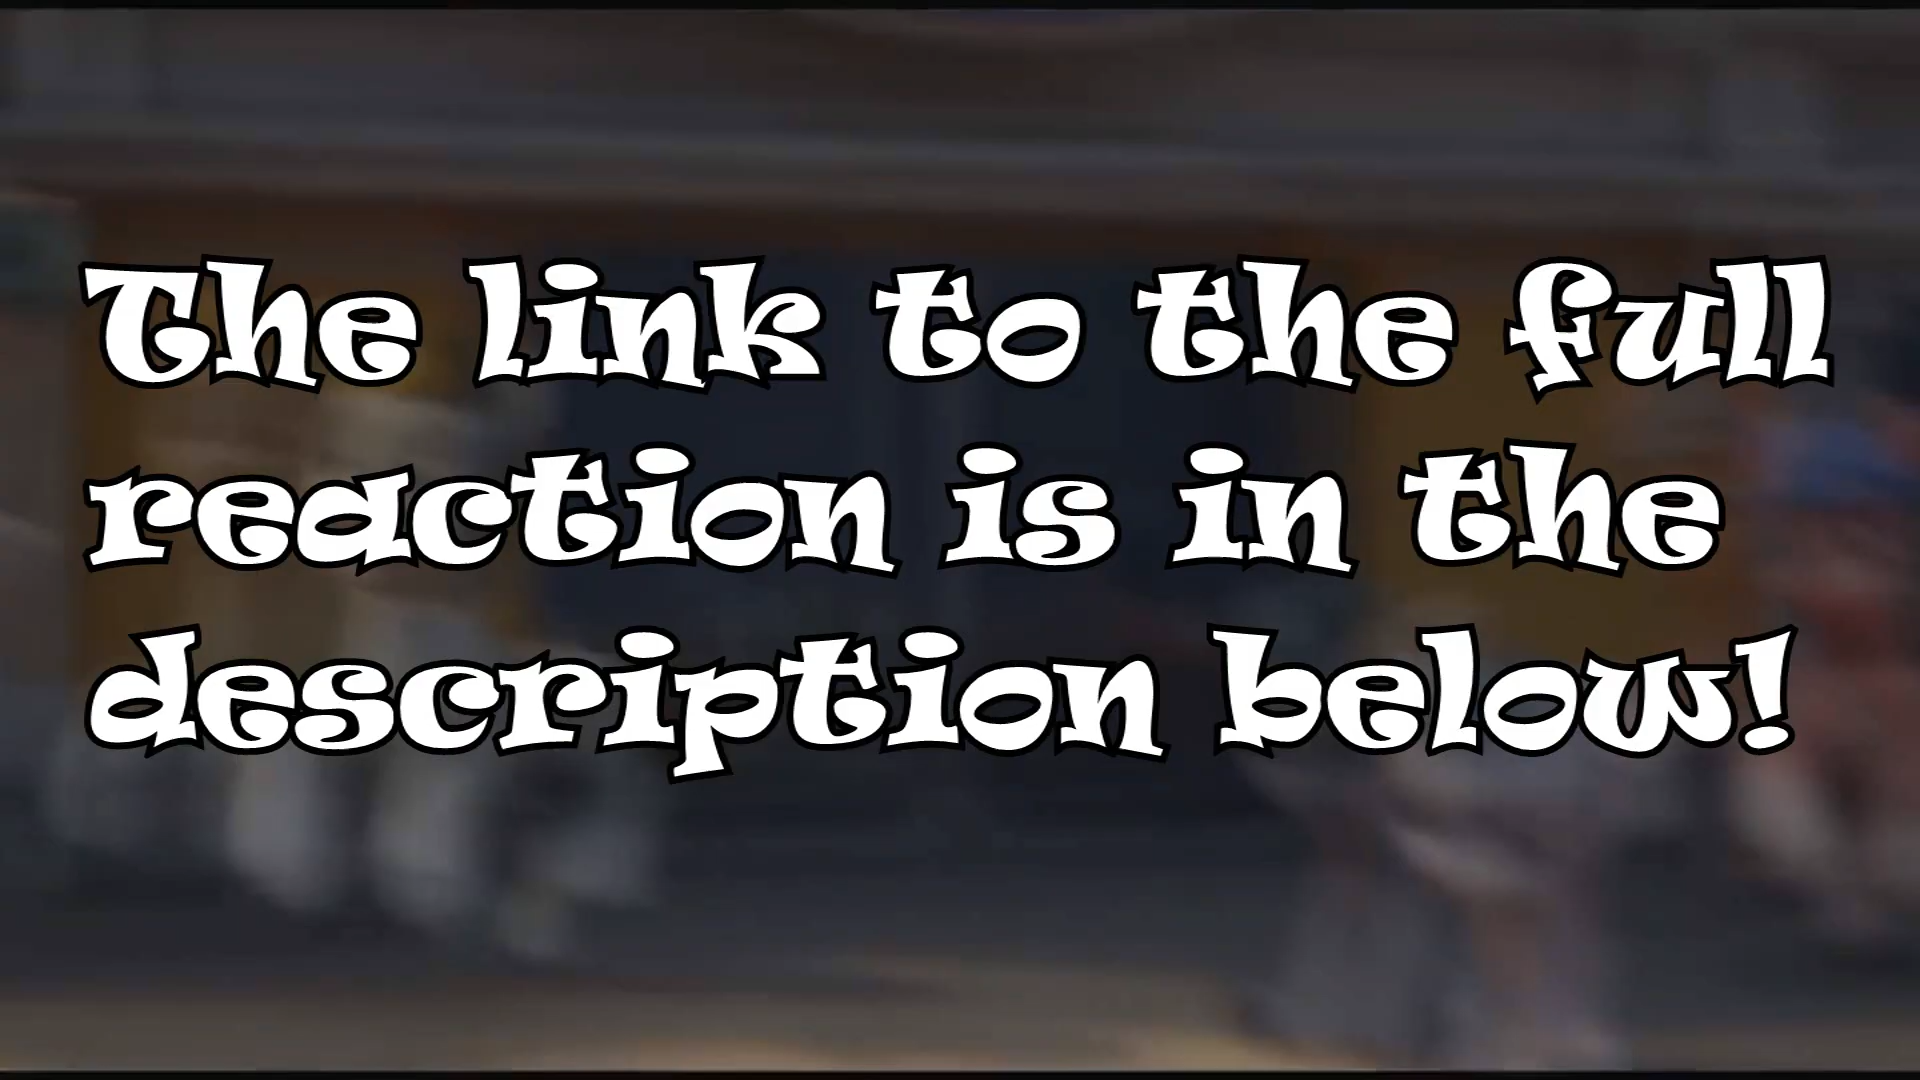 The link to the full
reaction is in the
description below!